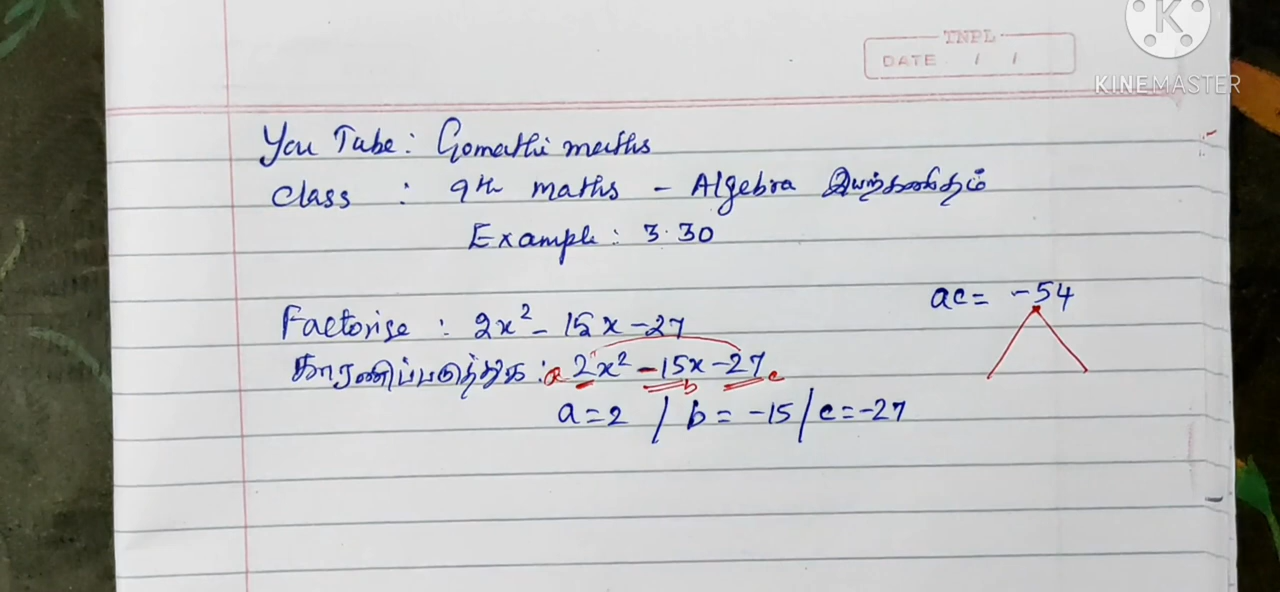 TNPL
DATE / /
K
KINEMASTER
You Tube : Gomathi maths
Class : 9th maths - Algebra இயற்கணிதம்
Example : 3.30
ac = -54
Factorise : 2x² - 15x - 27
காரணிப்படுத்துக : a 2x² - 15x - 27 c
b
a = 2 / b = -15 / c = -27